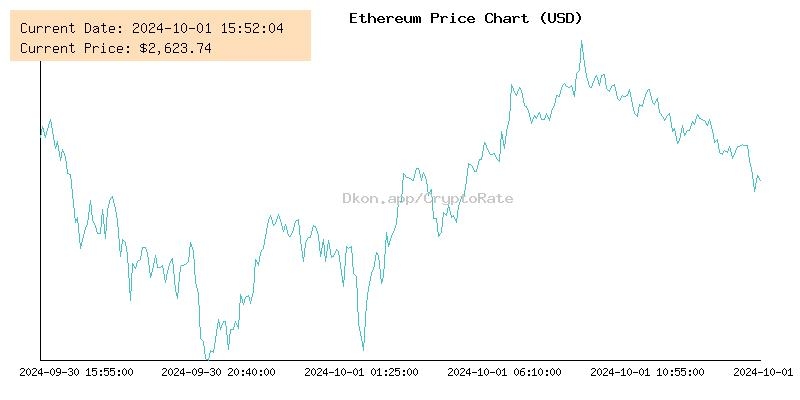 Ethereum Price Chart (USD)
Current Date: 2024-10-01 15:52:04
Current Price: $2,623.74
Dkon.app/CryptoRate
2024-09-30 15:55:00 2024-09-30 20:40:00 2024-10-01 01:25:00 2024-10-01 06:10:00 2024-10-01 10:55:00 2024-10-01